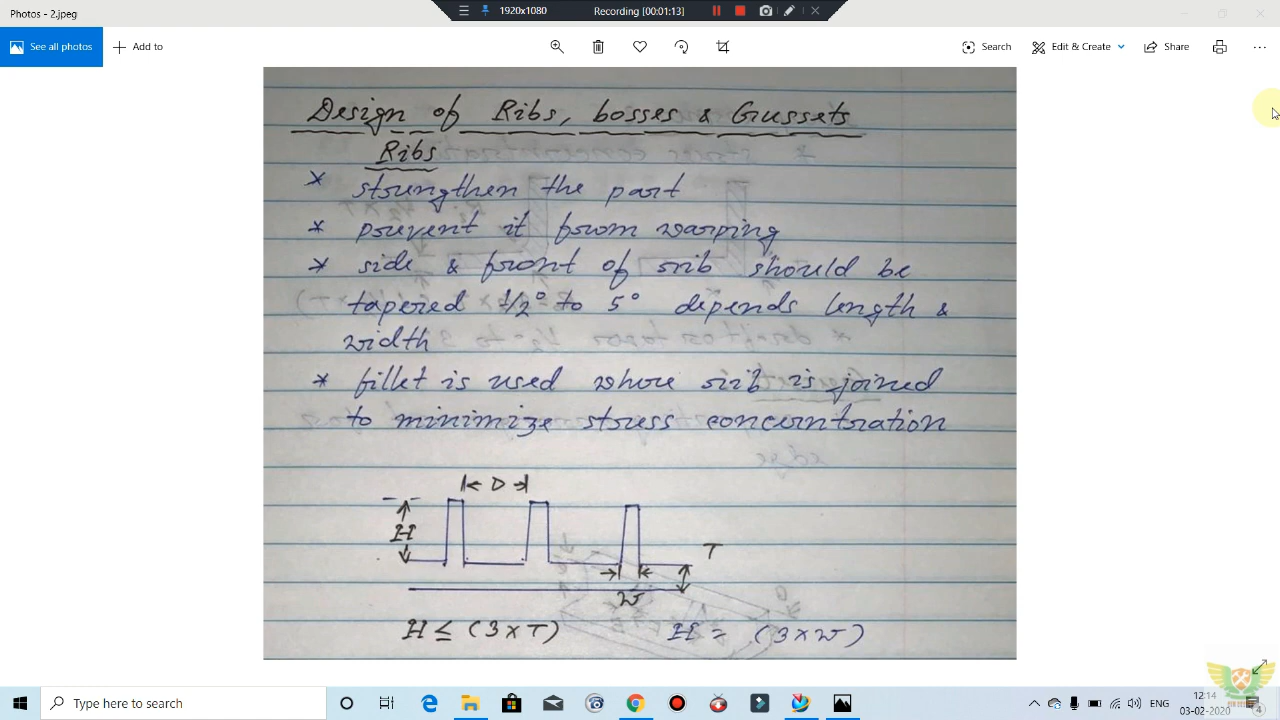 Photos - 2.jpeg
1920x1080
Recording [00:01:13]
See all photos
Add to
Search
Edit & Create
Share
Design of Ribs, bosses & Gussets
Ribs
* strengthen the part
* prevent it from warping
* side & front of rib should be
tapered 1/2° to 5° depends length &
width
* fillet is used where rib is joined
to minimize stress concerntration
D
H
T
W
H ≤ (3 x T)
H = (3 x W)
Type here to search
ENG
12:14
03-02-2020
4